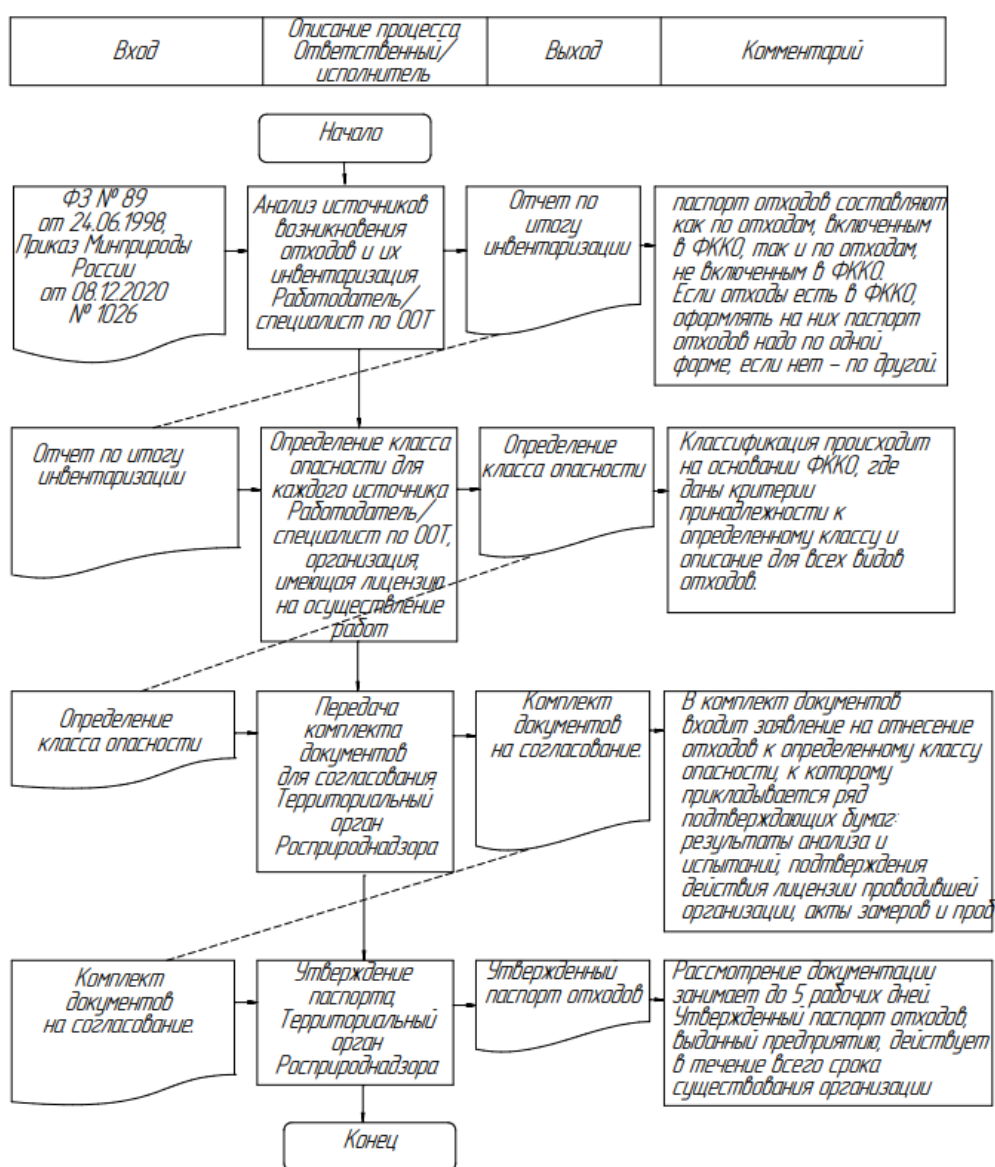 Вход
Описание процесса
Ответственный/
исполнитель
Выход
Комментарий
Начало
ФЗ № 89
от 24.06.1998,
Приказ Минприроды
России
от 08.12.2020
№ 1026
Анализ источников
возникновения
отходов и их
инвентаризация
Работодатель/
специалист по ООТ
Отчет по
итогу
инвентаризации
паспорт отходов составляют
как по отходам, включенным
в ФККО, так и по отходам,
не включенным в ФККО.
Если отходы есть в ФККО,
оформлять на них паспорт
отходов надо по одной
форме, если нет – по другой.
Отчет по итогу
инвентаризации
Определение класса
опасности для
каждого источника
Работодатель/
специалист по ООТ,
организация,
имеющая лицензию
на осуществление
работ
Определение
класса опасности
Классификация происходит
на основании ФККО, где
даны критерии
принадлежности к
определенному классу и
описание для всех видов
отходов.
Определение
класса опасности
Передача
комплекта
документов
для согласования
Территориальный
орган
Росприроднадзора
Комплект
документов
на согласование.
В комплект документов
входит заявление на отнесение
отходов к определенному классу
опасности, к которому
прикладывается ряд
подтверждающих бумаг:
результаты анализа и
испытаний, подтверждения
действия лицензии проводившей
организации, акты замеров и проб
Комплект
документов
на согласование.
Утверждение
паспорта,
Территориальный
орган
Росприроднадзора
Утвержденный
паспорт отходов
Рассмотрение документации
занимает до 5 рабочих дней.
Утвержденный паспорт отходов,
выданный предприятию, действует
в течение всего срока
существования организации
Конец